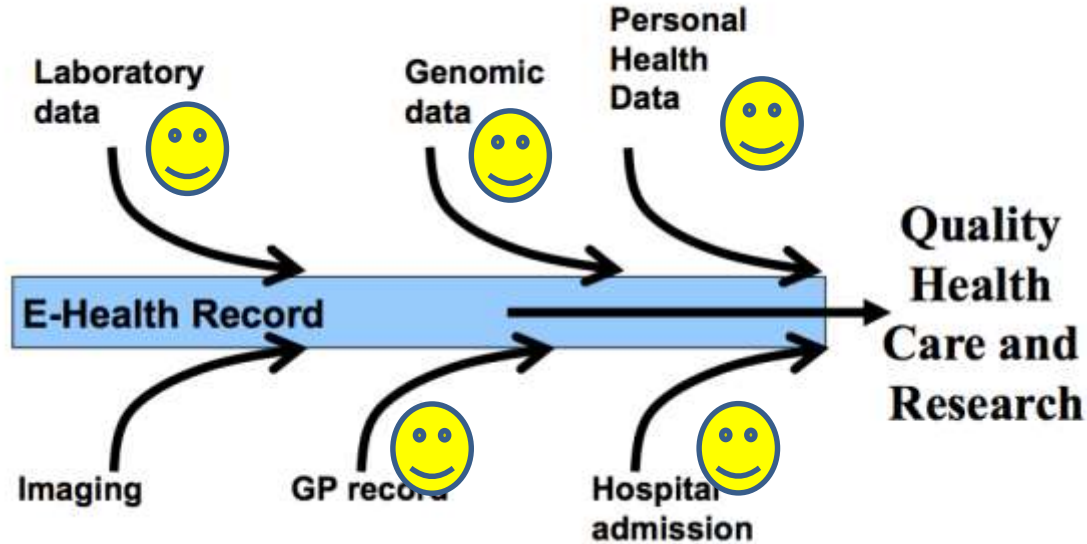 Laboratory
data
Genomic
data
Personal
Health
Data
E-Health Record
Quality
Health
Care and
Research
Imaging
GP record
Hospital
admission